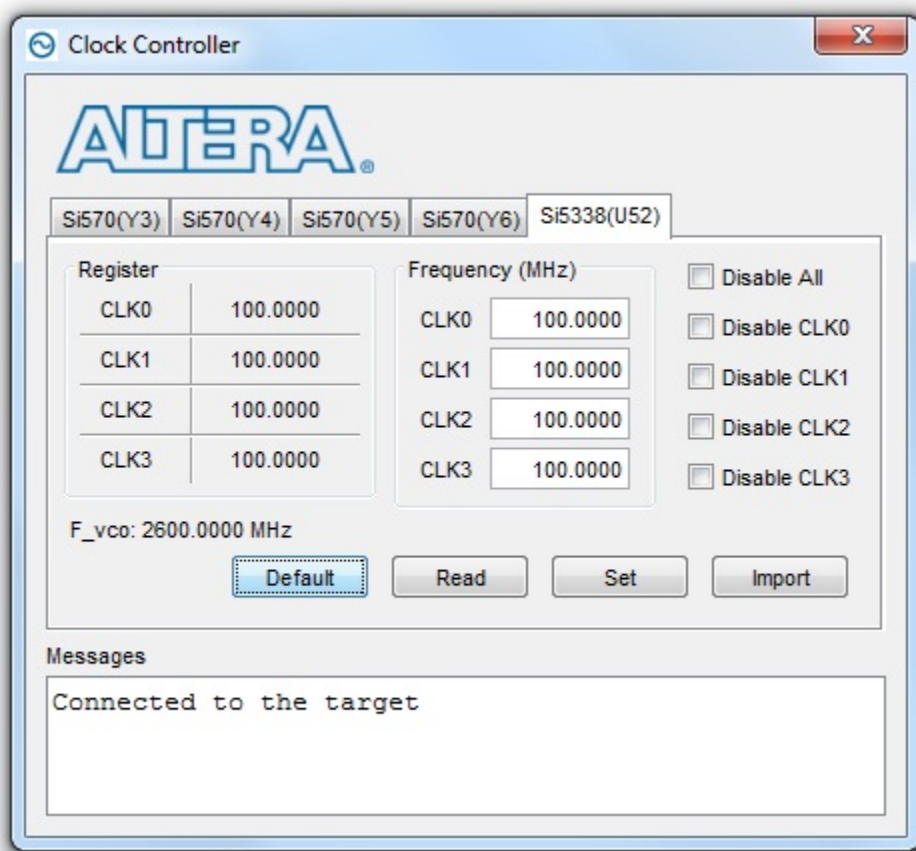 Clock Controller
ALTERA®
Si570(Y3) Si570(Y4) Si570(Y5) Si570(Y6) Si5338(U52)
Register
CLK0 100.0000
CLK1 100.0000
CLK2 100.0000
CLK3 100.0000
Frequency (MHz)
CLK0 100.0000
CLK1 100.0000
CLK2 100.0000
CLK3 100.0000
Disable All
Disable CLK0
Disable CLK1
Disable CLK2
Disable CLK3
F_vco: 2600.0000 MHz
Default Read Set Import
Messages
Connected to the target